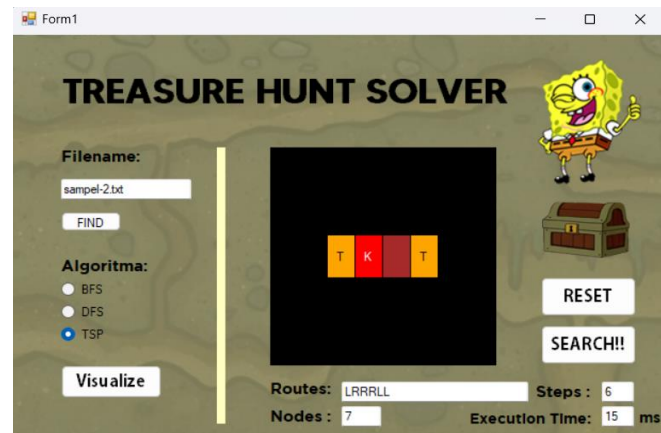 Form1
TREASURE HUNT SOLVER
Filename:
sampel-2.txt
FIND
Algoritma:
BFS
DFS
TSP
Visualize
T K T
RESET
SEARCH!!
Routes: LRRRLL Steps : 6
Nodes : 7 Execution Time: 15 ms